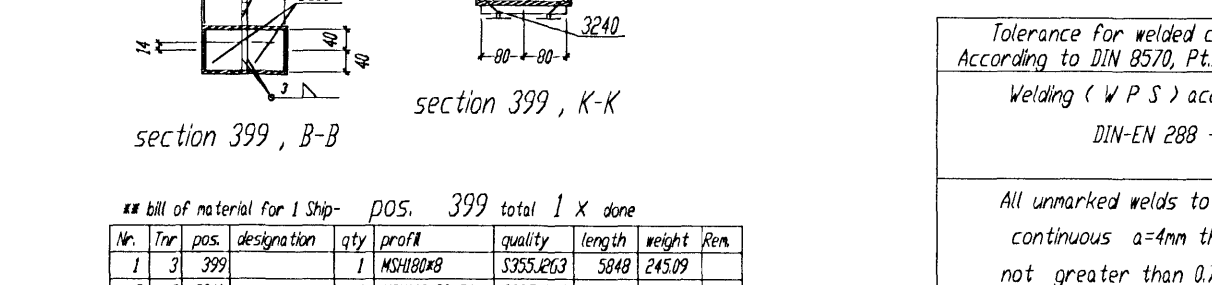 3240
14
40
40
80 80
3
section 399 , K-K
section 399 , B-B
** bill of material for 1 Ship- pos. 399 total 1 x done
Nr. Tnr pos. designation qty profil quality length weight Rem.
1 3 399 1 MSH180*8 S355J2G3 5848 245.09
Tolerance for welded
According to DIN 8570, Pt.
Welding ( W P S )
DIN-EN 288 -
All unmarked welds to
continuous a=4mm
not greater than